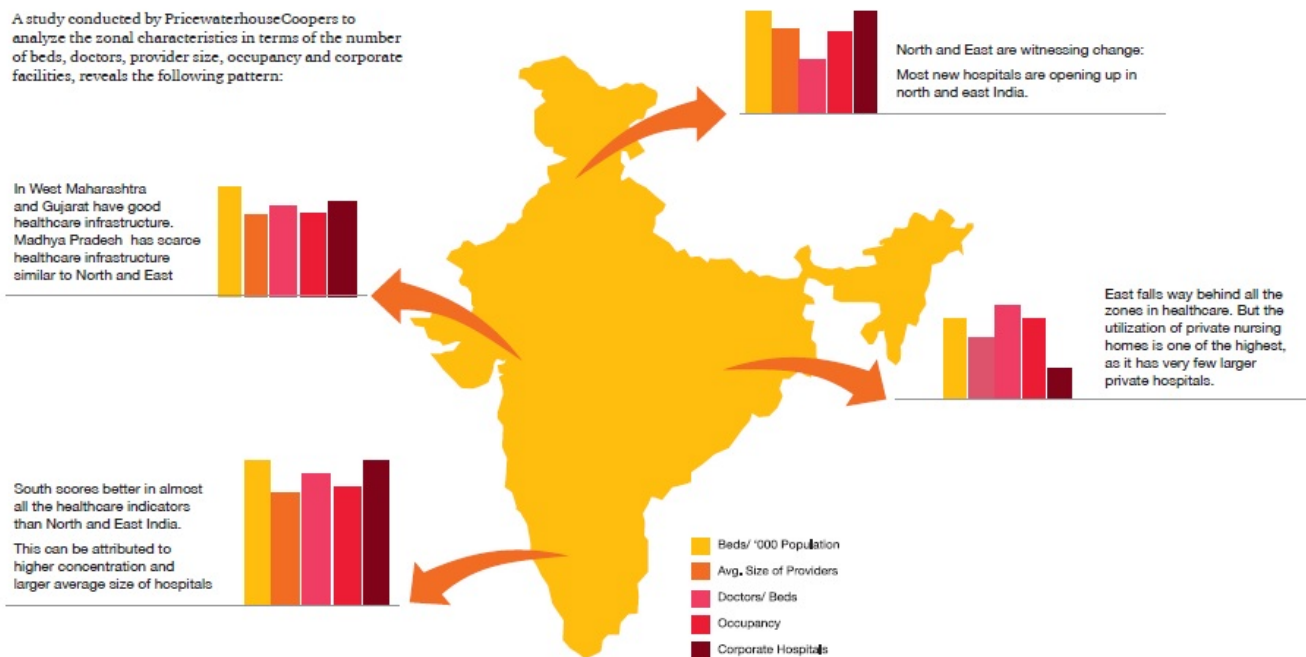 A study conducted by PricewaterhouseCoopers to
analyze the zonal characteristics in terms of the number
of beds, doctors, provider size, occupancy and corporate
facilities, reveals the following pattern:
North and East are witnessing change:
Most new hospitals are opening up in
north and east India.
In West Maharashtra
and Gujarat have good
healthcare infrastructure.
Madhya Pradesh has scarce
healthcare infrastructure
similar to North and East
East falls way behind all the
zones in healthcare. But the
utilization of private nursing
homes is one of the highest,
as it has very few larger
private hospitals.
South scores better in almost
all the healthcare indicators
than North and East India.
This can be attributed to
higher concentration and
larger average size of hospitals
Beds/ '000 Population
Avg. Size of Providers
Doctors/ Beds
Occupancy
Corporate Hospitals